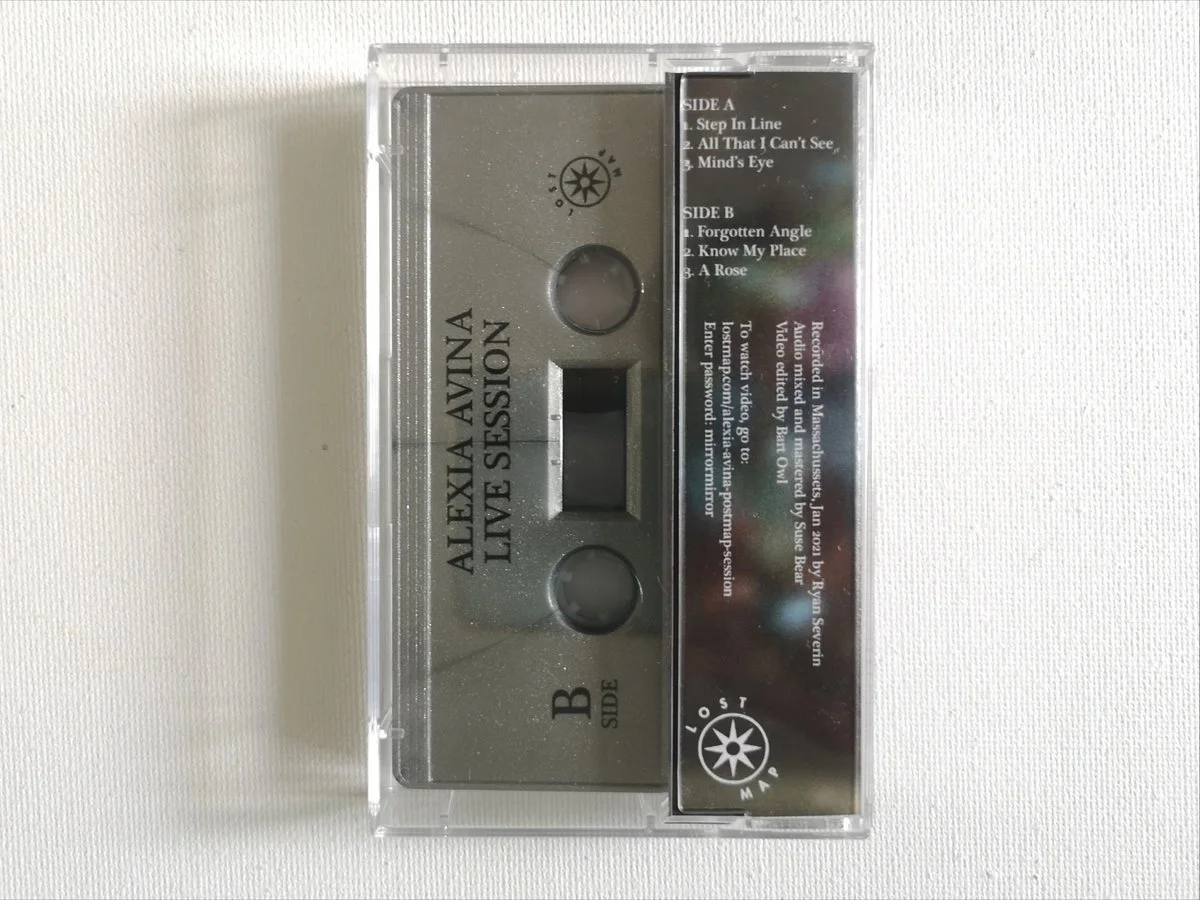 LOST MAP
ALEXIA AVINA
LIVE SESSION
B
SIDE
SIDE A
1. Step In Line
2. All That I Can't See
3. Mind's Eye
SIDE B
1. Forgotten Angle
2. Know My Place
3. A Rose
Recorded in Massachussets, Jan 2021 by Ryan Severin
Audio mixed and mastered by Suse Bear
Video edited by Bart Owl
To watch video, go to:
lostmap.com/alexia-avina-postmap-session
Enter password: mirrormirror
LOST MAP